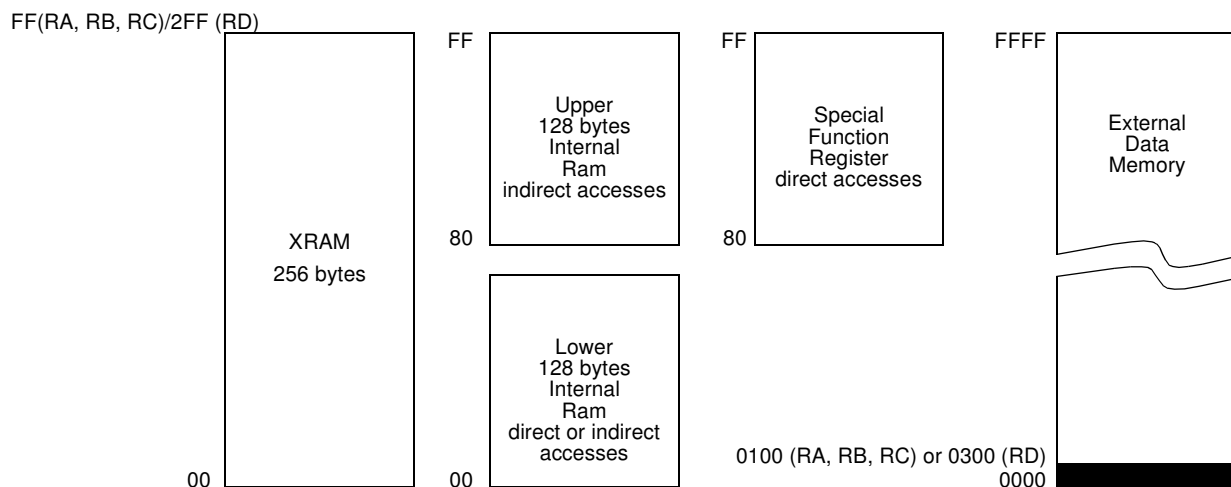 FF(RA, RB, RC)/2FF (RD)
FF
FF
FFFF
Upper
128 bytes
Internal
Ram
indirect accesses
Special
Function
Register
direct accesses
External
Data
Memory
80
80
XRAM
256 bytes
Lower
128 bytes
Internal
Ram
direct or indirect
accesses
0100 (RA, RB, RC) or 0300 (RD)
00
00
0000